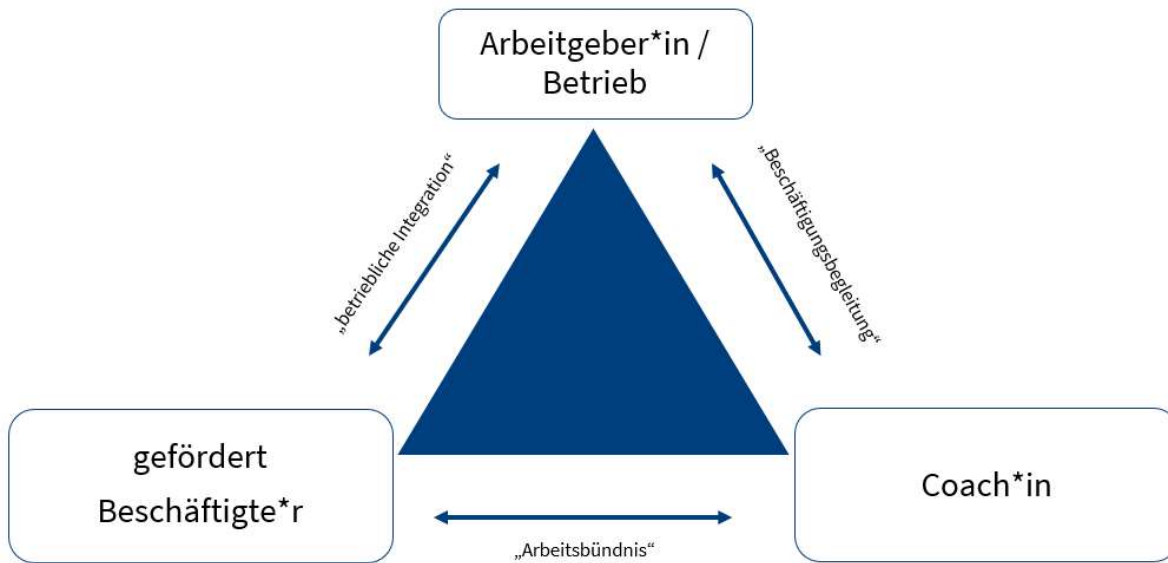 Arbeitgeber*in /
Betrieb
„betriebliche Integration“
„Beschäftigungsbegleitung“
gefördert
Beschäftigte*r
Coach*in
„Arbeitsbündnis“